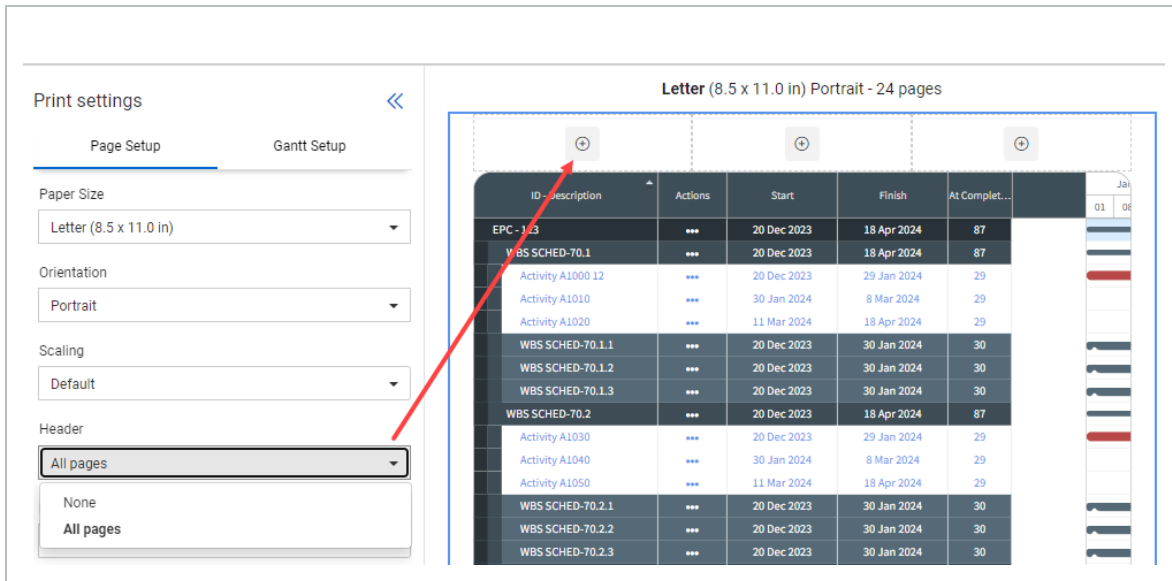 Print settings
Page Setup Gantt Setup
Paper Size
Letter (8.5 x 11.0 in)
Orientation
Portrait
Scaling
Default
Header
All pages
None
All pages
Letter (8.5 x 11.0 in) Portrait - 24 pages
ID - Description Actions Start Finish At Complet...
01 08
EPC - 123 ••• 20 Dec 2023 18 Apr 2024 87
WBS SCHED-70.1 ••• 20 Dec 2023 18 Apr 2024 87
Activity A1000 12 ••• 20 Dec 2023 29 Jan 2024 29
Activity A1010 ••• 30 Jan 2024 8 Mar 2024 29
Activity A1020 ••• 11 Mar 2024 18 Apr 2024 29
WBS SCHED-70.1.1 ••• 20 Dec 2023 30 Jan 2024 30
WBS SCHED-70.1.2 ••• 20 Dec 2023 30 Jan 2024 30
WBS SCHED-70.1.3 ••• 20 Dec 2023 30 Jan 2024 30
WBS SCHED-70.2 ••• 20 Dec 2023 18 Apr 2024 87
Activity A1030 ••• 20 Dec 2023 29 Jan 2024 29
Activity A1040 ••• 30 Jan 2024 8 Mar 2024 29
Activity A1050 ••• 11 Mar 2024 18 Apr 2024 29
WBS SCHED-70.2.1 ••• 20 Dec 2023 30 Jan 2024 30
WBS SCHED-70.2.2 ••• 20 Dec 2023 30 Jan 2024 30
WBS SCHED-70.2.3 ••• 20 Dec 2023 30 Jan 2024 30